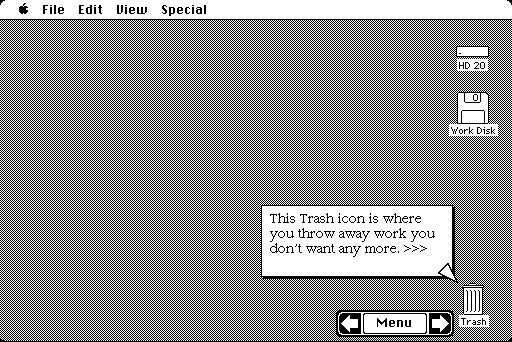 File Edit View Special
HD 20
Work Disk
This Trash icon is where
you throw away work you
don't want any more. >>>
Trash
Menu